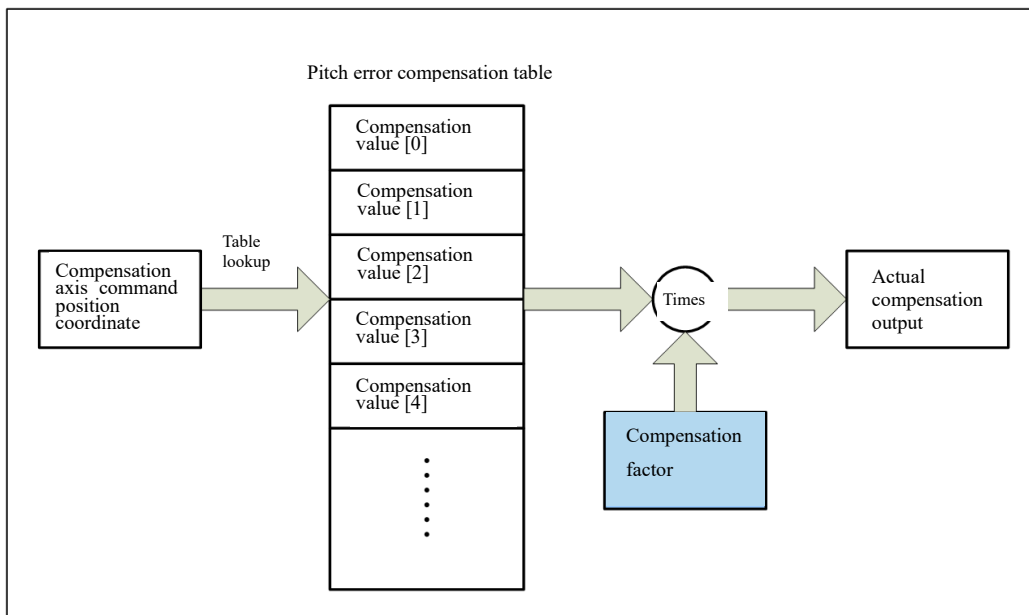 Pitch error compensation table
Compensation
value [0]
Compensation
value [1]
Compensation
value [2]
Compensation
value [3]
Compensation
value [4]
Table
lookup
Compensation
axis command
position
coordinate
Times
Actual
compensation
output
Compensation
factor